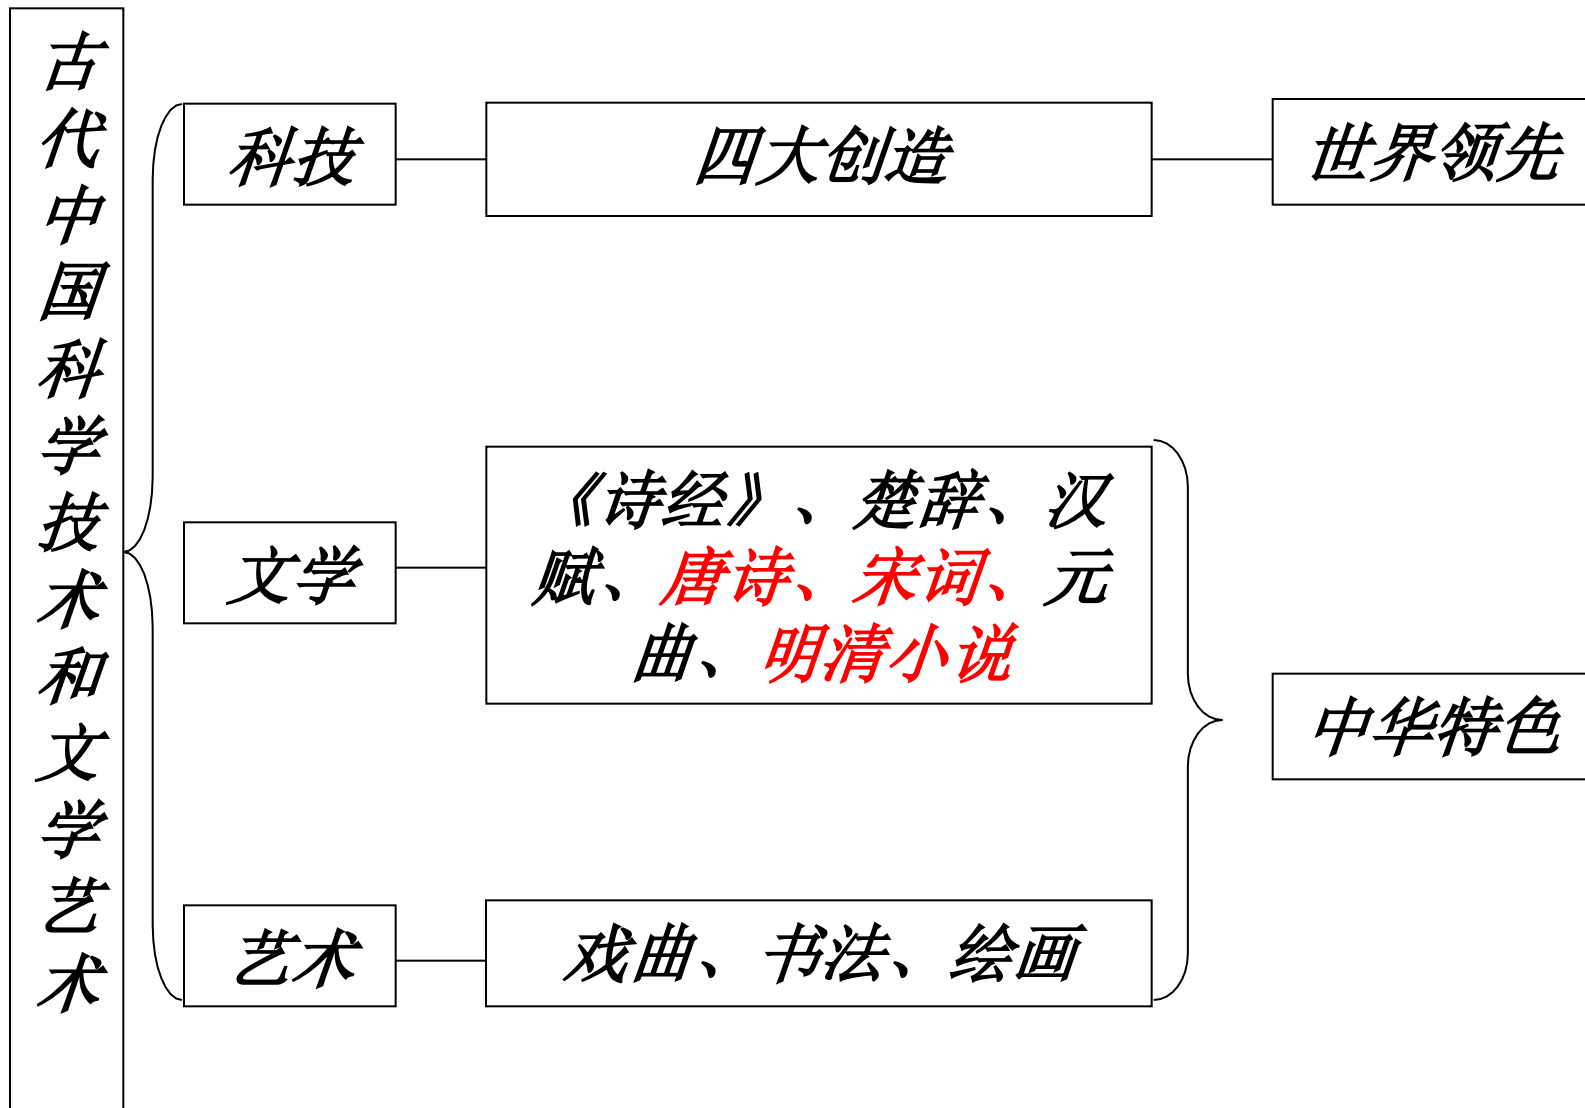 古代中国科学技术和文学艺术
科技
四大创造
世界领先
文学
《诗经》、楚辞、汉
赋、唐诗、宋词、元
曲、明清小说
中华特色
艺术
戏曲、书法、绘画